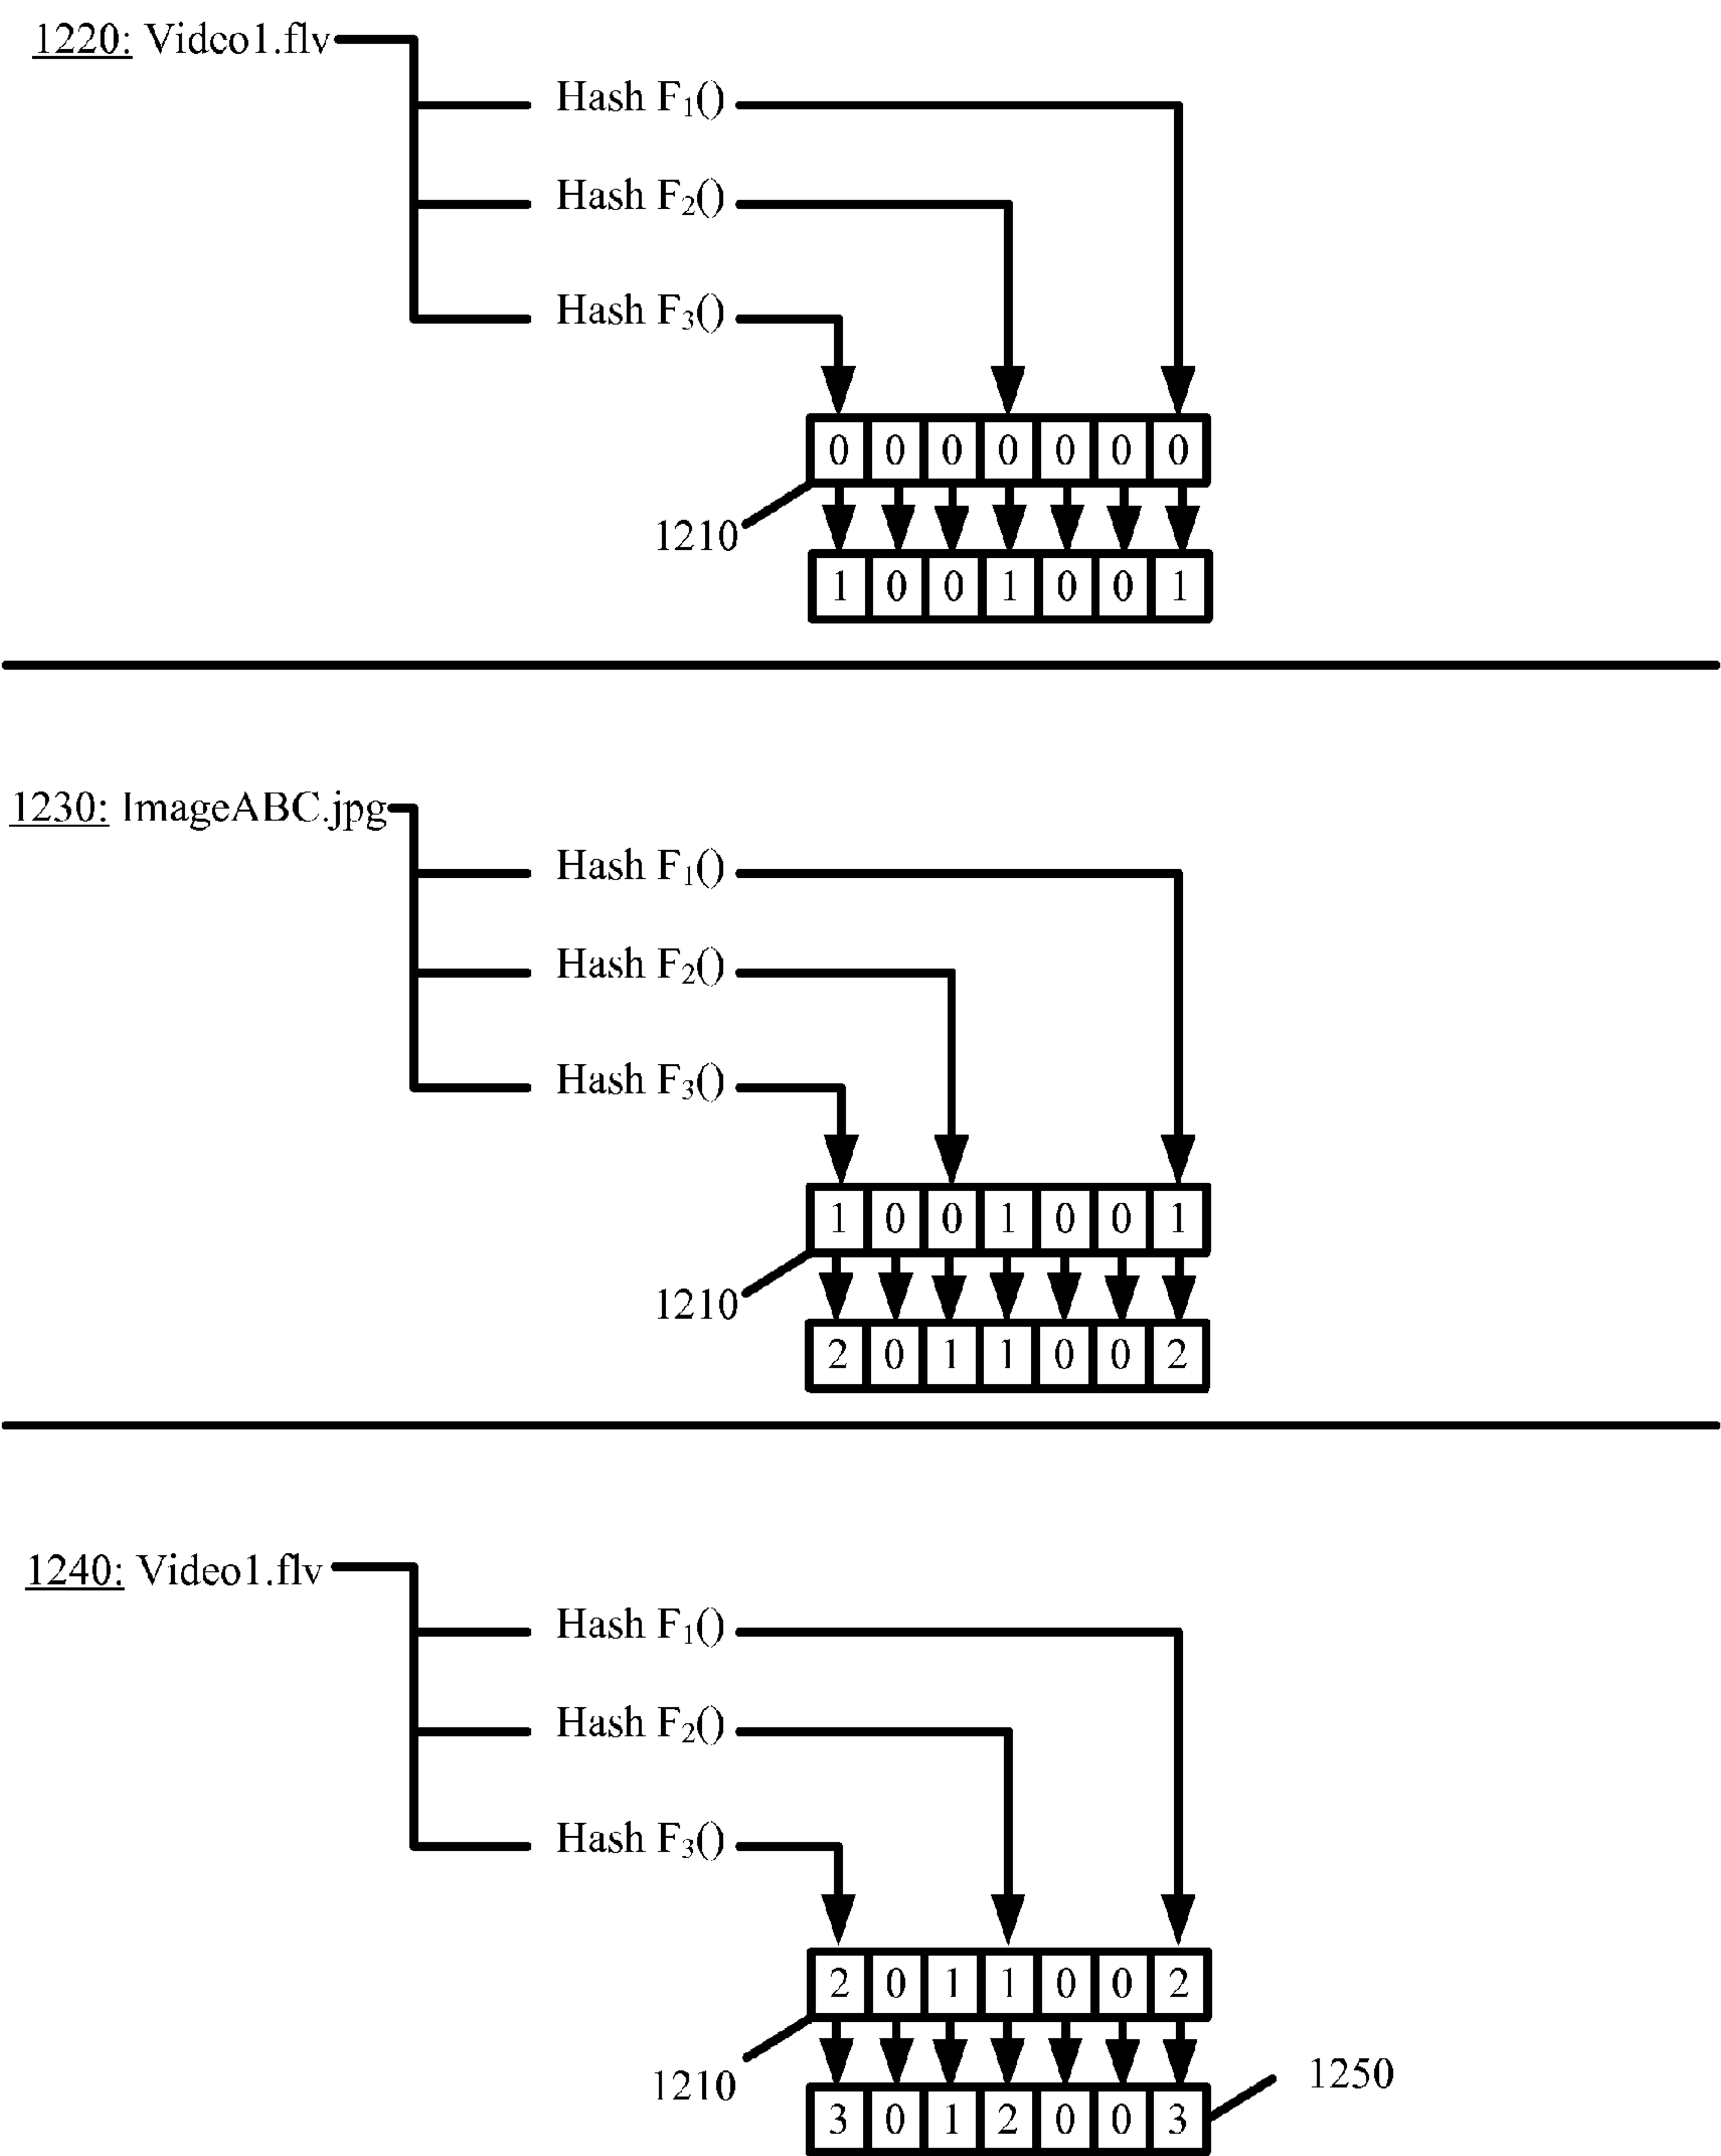 1220: Video1.flv
Hash F1()
Hash F2()
Hash F3()
0 0 0 0 0 0 0
1210
1 0 0 1 0 0 1
1230: ImageABC.jpg
Hash F1()
Hash F2()
Hash F3()
1 0 0 1 0 0 1
1210
2 0 1 1 0 0 2
1240: Video1.flv
Hash F1()
Hash F2()
Hash F3()
2 0 1 1 0 0 2
1210
1250
3 0 1 2 0 0 3